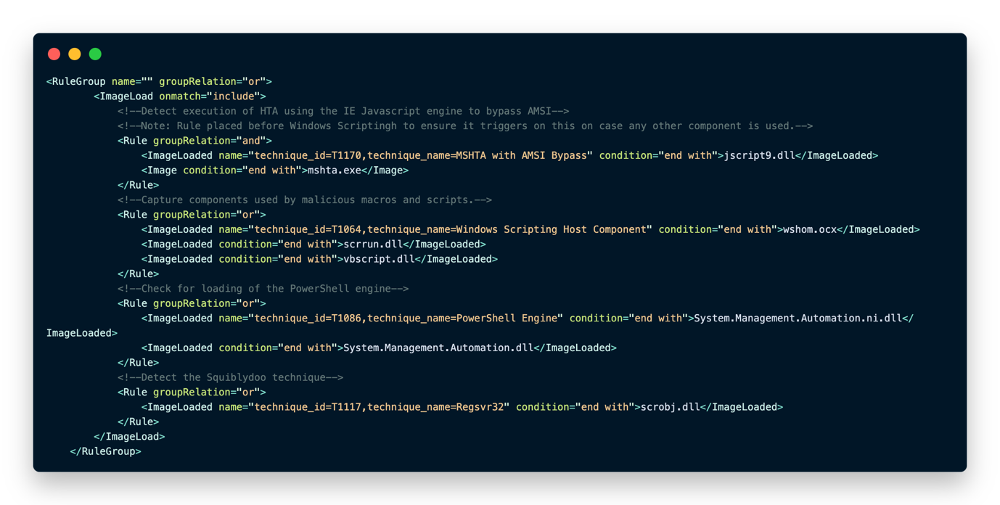 <RuleGroup name="" groupRelation="or">
        <ImageLoad onmatch="include">
            <!--Detect execution of HTA using the IE Javascript engine to bypass AMSI-->
            <!--Note: Rule placed before Windows Scriptingh to ensure it triggers on this on case any other component is used.-->
            <Rule groupRelation="and">
                <ImageLoaded name="technique_id=T1170,technique_name=MSHTA with AMSI Bypass" condition="end with">jscript9.dll</ImageLoaded>
                <Image condition="end with">mshta.exe</Image>
            </Rule>
            <!--Capture components used by malicious macros and scripts.-->
            <Rule groupRelation="or">
                <ImageLoaded name="technique_id=T1064,technique_name=Windows Scripting Host Component" condition="end with">wshom.ocx</ImageLoaded>
                <ImageLoaded condition="end with">scrrun.dll</ImageLoaded>
                <ImageLoaded condition="end with">vbscript.dll</ImageLoaded>
            </Rule>
            <!--Check for loading of the PowerShell engine-->
            <Rule groupRelation="or">
                <ImageLoaded name="technique_id=T1086,technique_name=PowerShell Engine" condition="end with">System.Management.Automation.ni.dll</
ImageLoaded>
                <ImageLoaded condition="end with">System.Management.Automation.dll</ImageLoaded>
            </Rule>
            <!--Detect the Squiblydoo technique-->
            <Rule groupRelation="or">
                <ImageLoaded name="technique_id=T1117,technique_name=Regsvr32" condition="end with">scrobj.dll</ImageLoaded>
            </Rule>
        </ImageLoad>
    </RuleGroup>